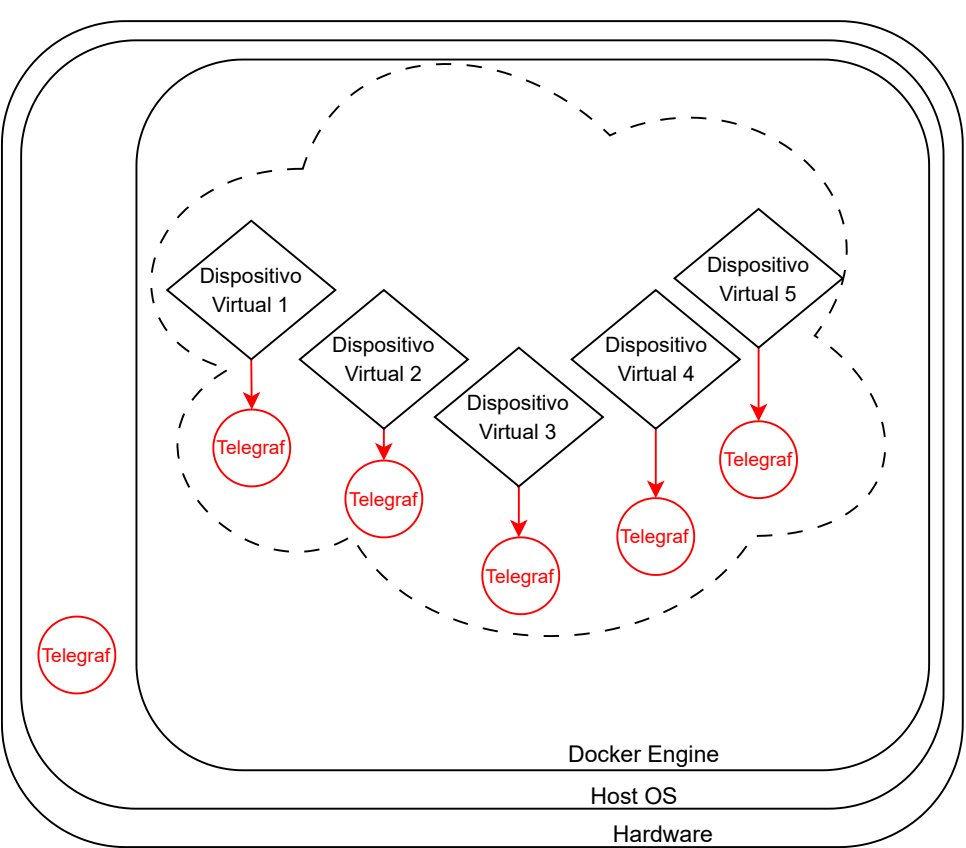 Dispositivo
Virtual 1
Dispositivo
Virtual 2
Dispositivo
Virtual 3
Dispositivo
Virtual 4
Dispositivo
Virtual 5
Telegraf
Telegraf
Telegraf
Telegraf
Telegraf
Telegraf
Docker Engine
Host OS
Hardware